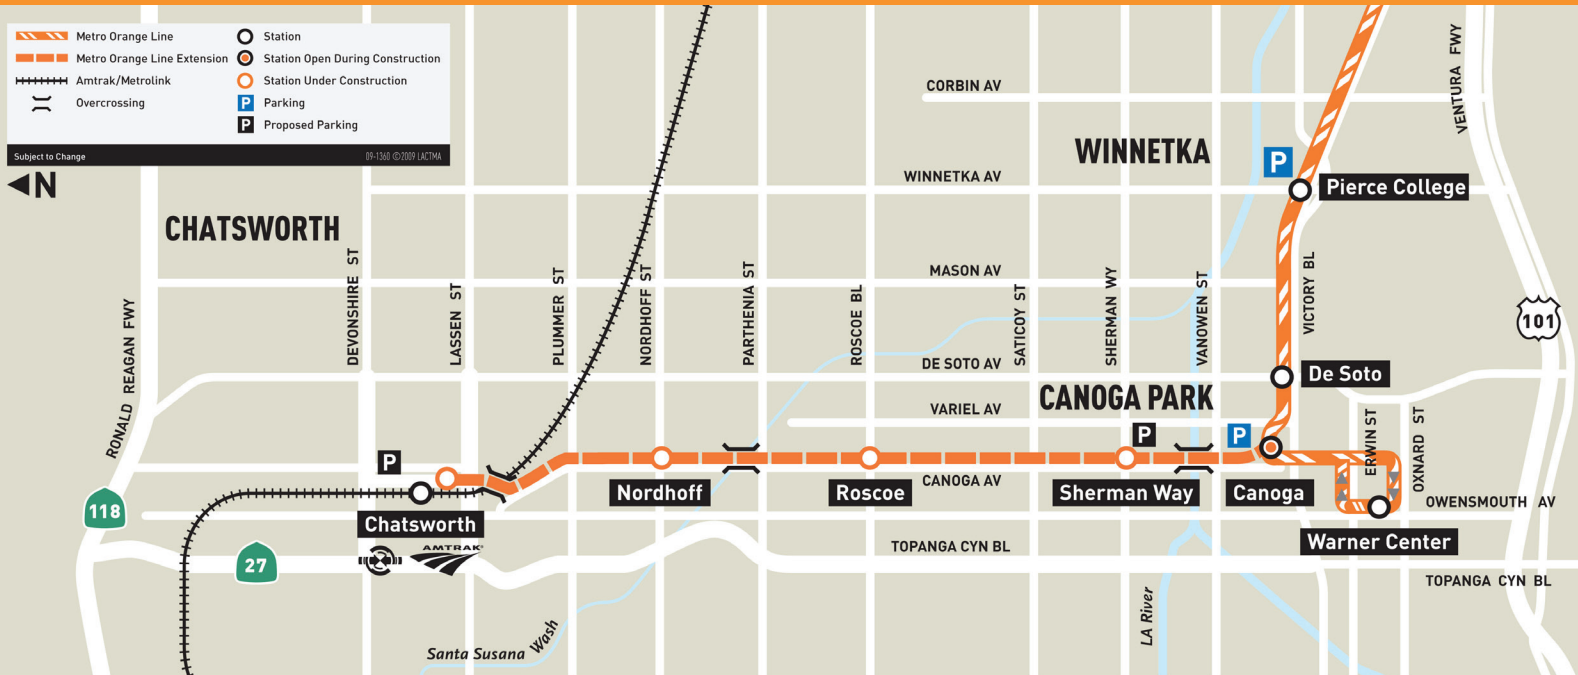 Metro Orange Line
Metro Orange Line Extension
Amtrak/Metrolink
Overcrossing
Station
Station Open During Construction
Station Under Construction
P Parking
P Proposed Parking
Subject to Change
09-1360 ©2009 LACTMA
N
CHATSWORTH
WINNETKA
CANOGA PARK
CORBIN AV
WINNETKA AV
MASON AV
DE SOTO AV
VARIEL AV
CANOGA AV
OWENSMOUTH AV
TOPANGA CYN BL
TOPANGA CYN BL
RONALD REAGAN FWY
DEVONSHIRE ST
LASSEN ST
PLUMMER ST
NORDHOFF ST
PARTHENIA ST
ROSCOE BL
SATICOY ST
SHERMAN WY
VANOWEN ST
VICTORY BL
ERWIN ST
OXNARD ST
VENTURA FWY
P
Pierce College
De Soto
P
P
P
Chatsworth
Nordhoff
Roscoe
Sherman Way
Canoga
Warner Center
AMTRAK
118
27
101
Santa Susana Wash
LA River